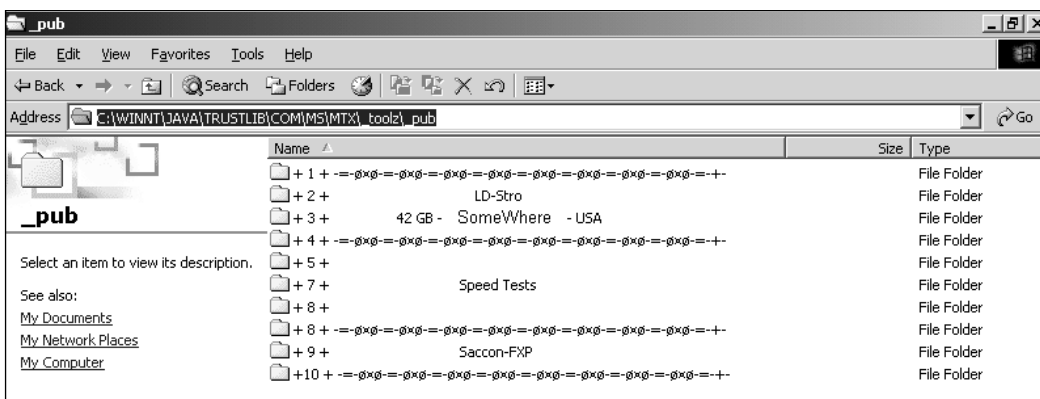 _pub
File Edit View Favorites Tools Help
Back Search Folders
Address C:\WINNT\JAVA\TRUSTLIB\COM\MS\MTX\_toolz\_pub Go
Name Size Type
_pub
Select an item to view its description.
See also:
My Documents
My Network Places
My Computer
+ 1 + -=-øxø-=-øxø-=-øxø-=-øxø-=-øxø-=-øxø-=-øxø-=-øxø-=-+- File Folder
+ 2 + LD-Stro File Folder
+ 3 + 42 GB - SomeWhere - USA File Folder
+ 4 + -=-øxø-=-øxø-=-øxø-=-øxø-=-øxø-=-øxø-=-øxø-=-øxø-=-+- File Folder
+ 5 + File Folder
+ 7 + Speed Tests File Folder
+ 8 + File Folder
+ 8 + -=-øxø-=-øxø-=-øxø-=-øxø-=-øxø-=-øxø-=-øxø-=-øxø-=-+- File Folder
+ 9 + Saccon-FXP File Folder
+10 + -=-øxø-=-øxø-=-øxø-=-øxø-=-øxø-=-øxø-=-øxø-=-øxø-=-+- File Folder